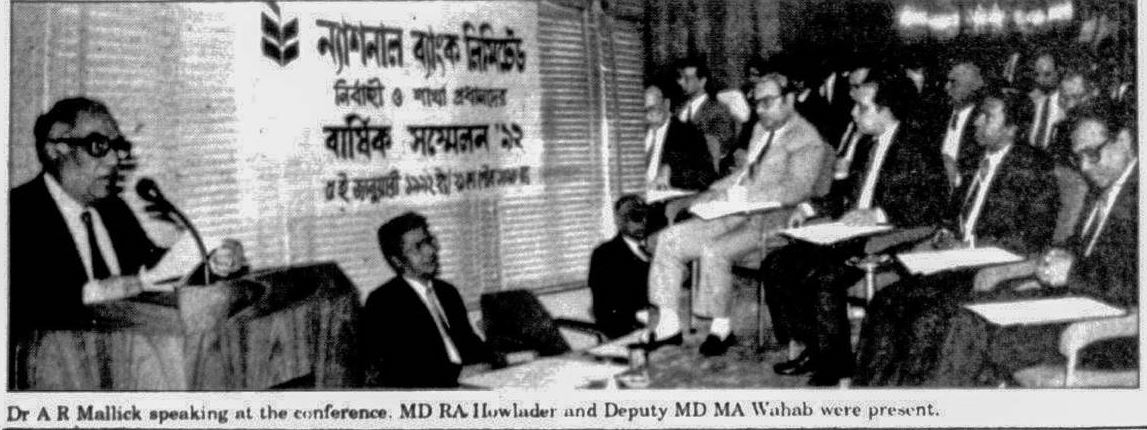 ন্যাশনাল ব্যাংক লিমিটেড
নির্বাহী ও শাখা প্রধানদের
বার্ষিক সম্মেলন '৯২
ই জানুয়ারী ১৯৯২ ইং
Dr A R Mallick speaking at the conference. MD RA Howlader and Deputy MD MA Wahab were present.